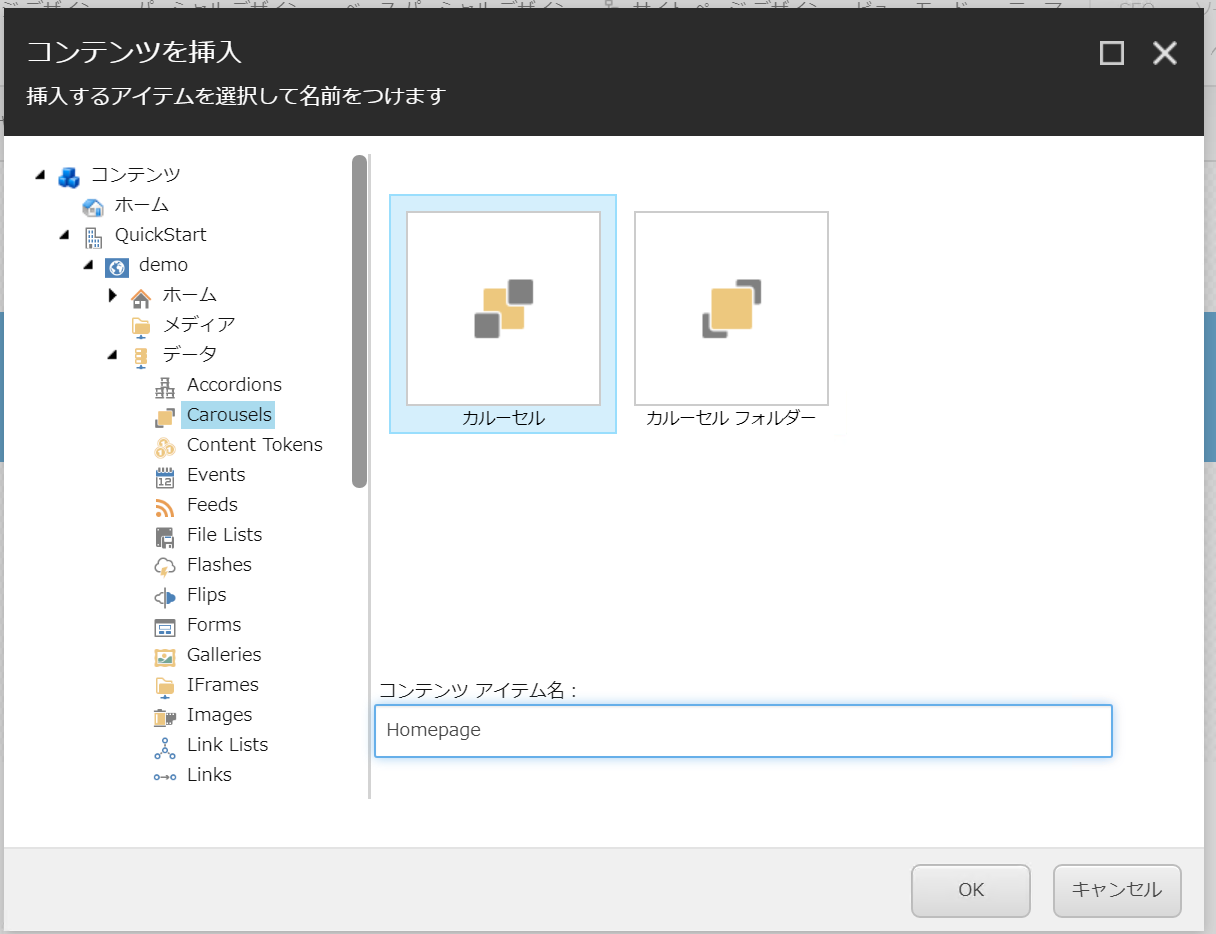 コンテンツを挿入
挿入するアイテムを選択して名前をつけます
コンテンツ
ホーム
QuickStart
demo
ホーム
メディア
データ
Accordions
Carousels
Content Tokens
Events
Feeds
File Lists
Flashes
Flips
Forms
Galleries
IFrames
Images
Link Lists
Links
カルーセル
カルーセル フォルダー
コンテンツ アイテム名：
Homepage
OK
キャンセル